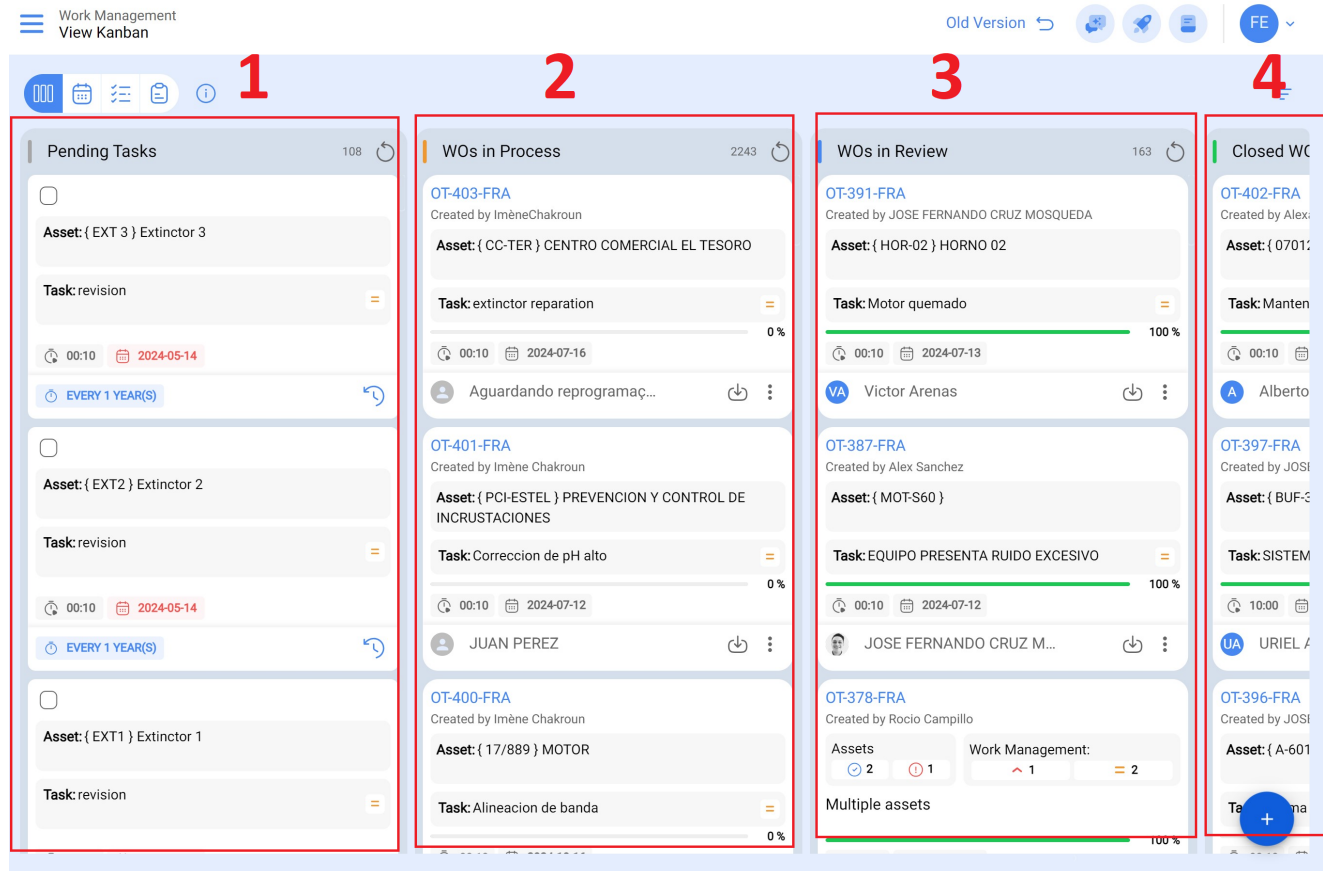 Work Management
View Kanban
Old Version
FE
1
2
3
4
Pending Tasks 108
Asset: { EXT 3 } Extinctor 3
Task: revision
=
00:10 2024-05-14
EVERY 1 YEAR(S)
Asset: { EXT2 } Extinctor 2
Task: revision
=
00:10 2024-05-14
EVERY 1 YEAR(S)
Asset: { EXT1 } Extinctor 1
Task: revision
=
WOs in Process 2243
OT-403-FRA
Created by ImèneChakroun
Asset: { CC-TER } CENTRO COMERCIAL EL TESORO
Task: extinctor reparation
=
0 %
00:10 2024-07-16
Aguardando reprogramaç...
OT-401-FRA
Created by Imène Chakroun
Asset: { PCI-ESTEL } PREVENCION Y CONTROL DE
INCRUSTACIONES
Task: Correccion de pH alto
=
0 %
00:10 2024-07-12
JUAN PEREZ
OT-400-FRA
Created by Imène Chakroun
Asset: { 17/889 } MOTOR
Task: Alineacion de banda
=
0 %
WOs in Review 163
OT-391-FRA
Created by JOSE FERNANDO CRUZ MOSQUEDA
Asset: { HOR-02 } HORNO 02
Task: Motor quemado
=
100 %
00:10 2024-07-13
VA Victor Arenas
OT-387-FRA
Created by Alex Sanchez
Asset: { MOT-S60 }
Task: EQUIPO PRESENTA RUIDO EXCESIVO
=
100 %
00:10 2024-07-12
JOSE FERNANDO CRUZ M...
OT-378-FRA
Created by Rocio Campillo
Assets Work Management:
2 1 1 = 2
Multiple assets
100 %
Closed WO
OT-402-FRA
Created by Alex
Asset: { 07012
Task: Manten
00:10
A Alberto
OT-397-FRA
Created by JOSE
Asset: { BUF-3
Task: SISTEM
10:00
UA URIEL A
OT-396-FRA
Created by JOSE
Asset: { A-601
+